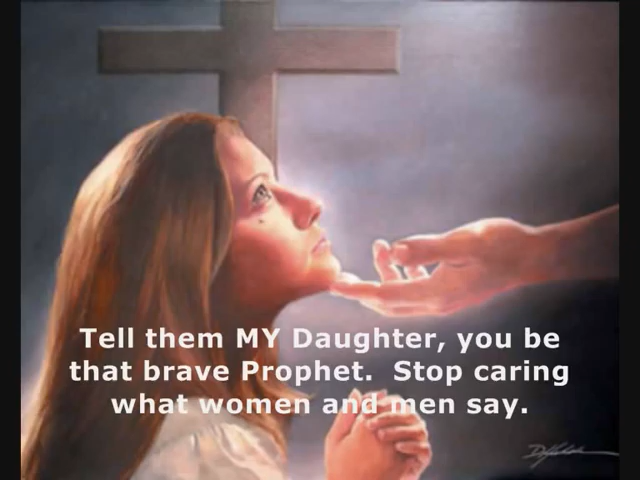 Tell them MY Daughter, you be
that brave Prophet.  Stop caring
what women and men say.